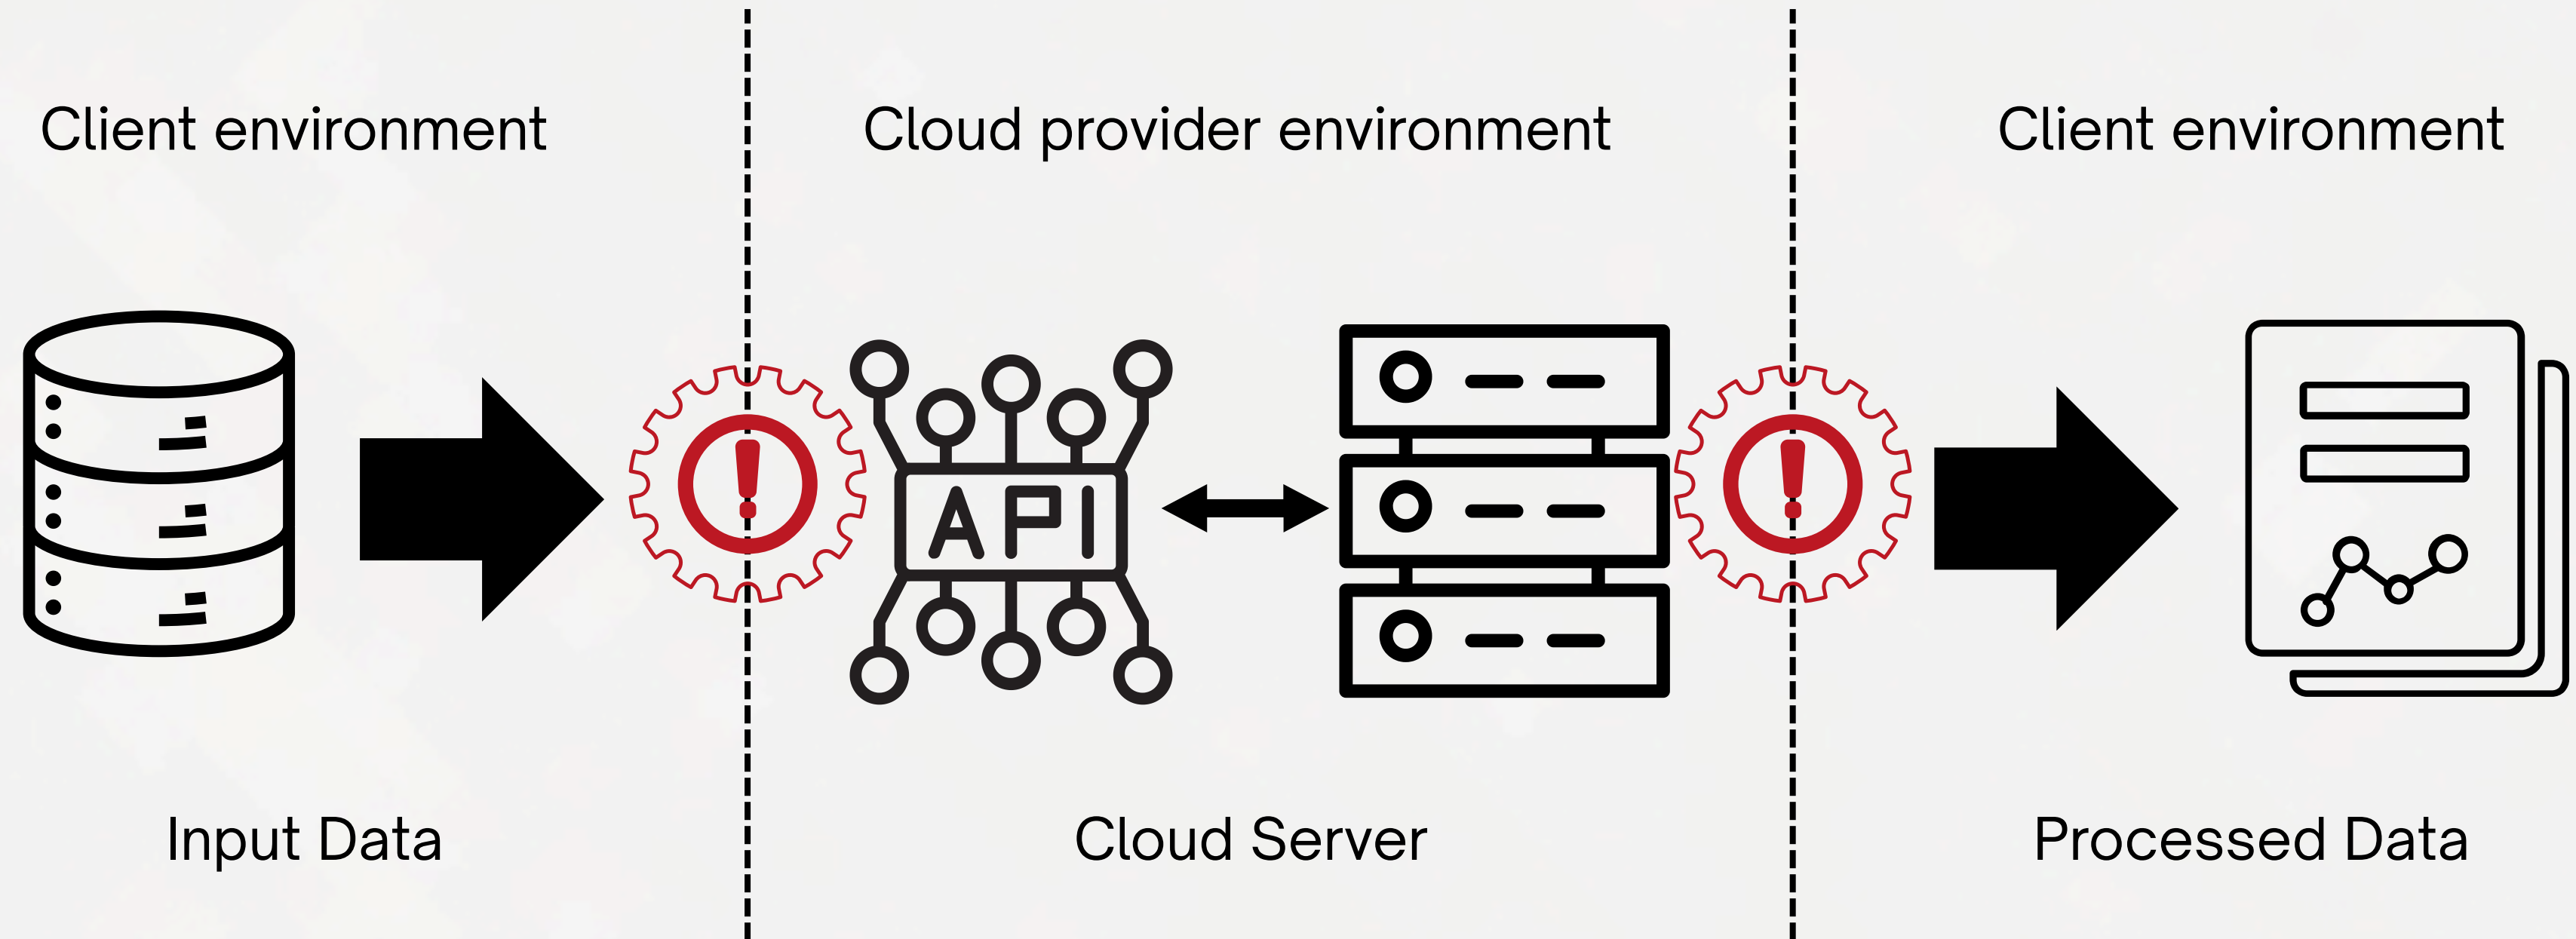 Client environment
Cloud provider environment
Client environment
!
API
!
Input Data
Cloud Server
Processed Data